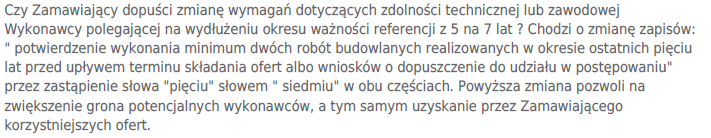 Czy Zamawiający dopuści zmianę wymagań dotyczących zdolności technicznej lub zawodowej
Wykonawcy polegającej na wydłużeniu okresu ważności referencji z 5 na 7 lat ? Chodzi o zmianę zapisów:
" potwierdzenie wykonania minimum dwóch robót budowlanych realizowanych w okresie ostatnich pięciu
lat przed upływem terminu składania ofert albo wniosków o dopuszczenie do udziału w postępowaniu"
przez zastąpienie słowa "pięciu" słowem " siedmiu" w obu częściach. Powyższa zmiana pozwoli na
zwiększenie grona potencjalnych wykonawców, a tym samym uzyskanie przez Zamawiającego
korzystniejszych ofert.